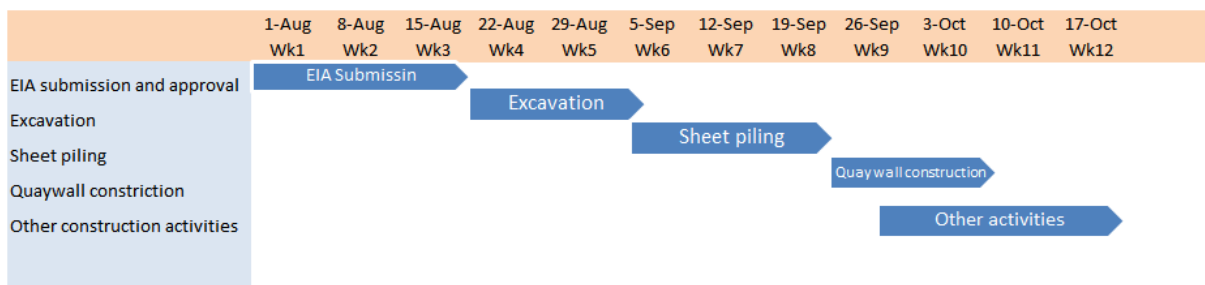 1-Aug 8-Aug 15-Aug 22-Aug 29-Aug 5-Sep 12-Sep 19-Sep 26-Sep 3-Oct 10-Oct 17-Oct
Wk1 Wk2 Wk3 Wk4 Wk5 Wk6 Wk7 Wk8 Wk9 Wk10 Wk11 Wk12
EIA submission and approval
EIA Submissin
Excavation
Excavation
Sheet piling
Sheet piling
Quaywall constriction
Quaywall construction
Other construction activities
Other activities